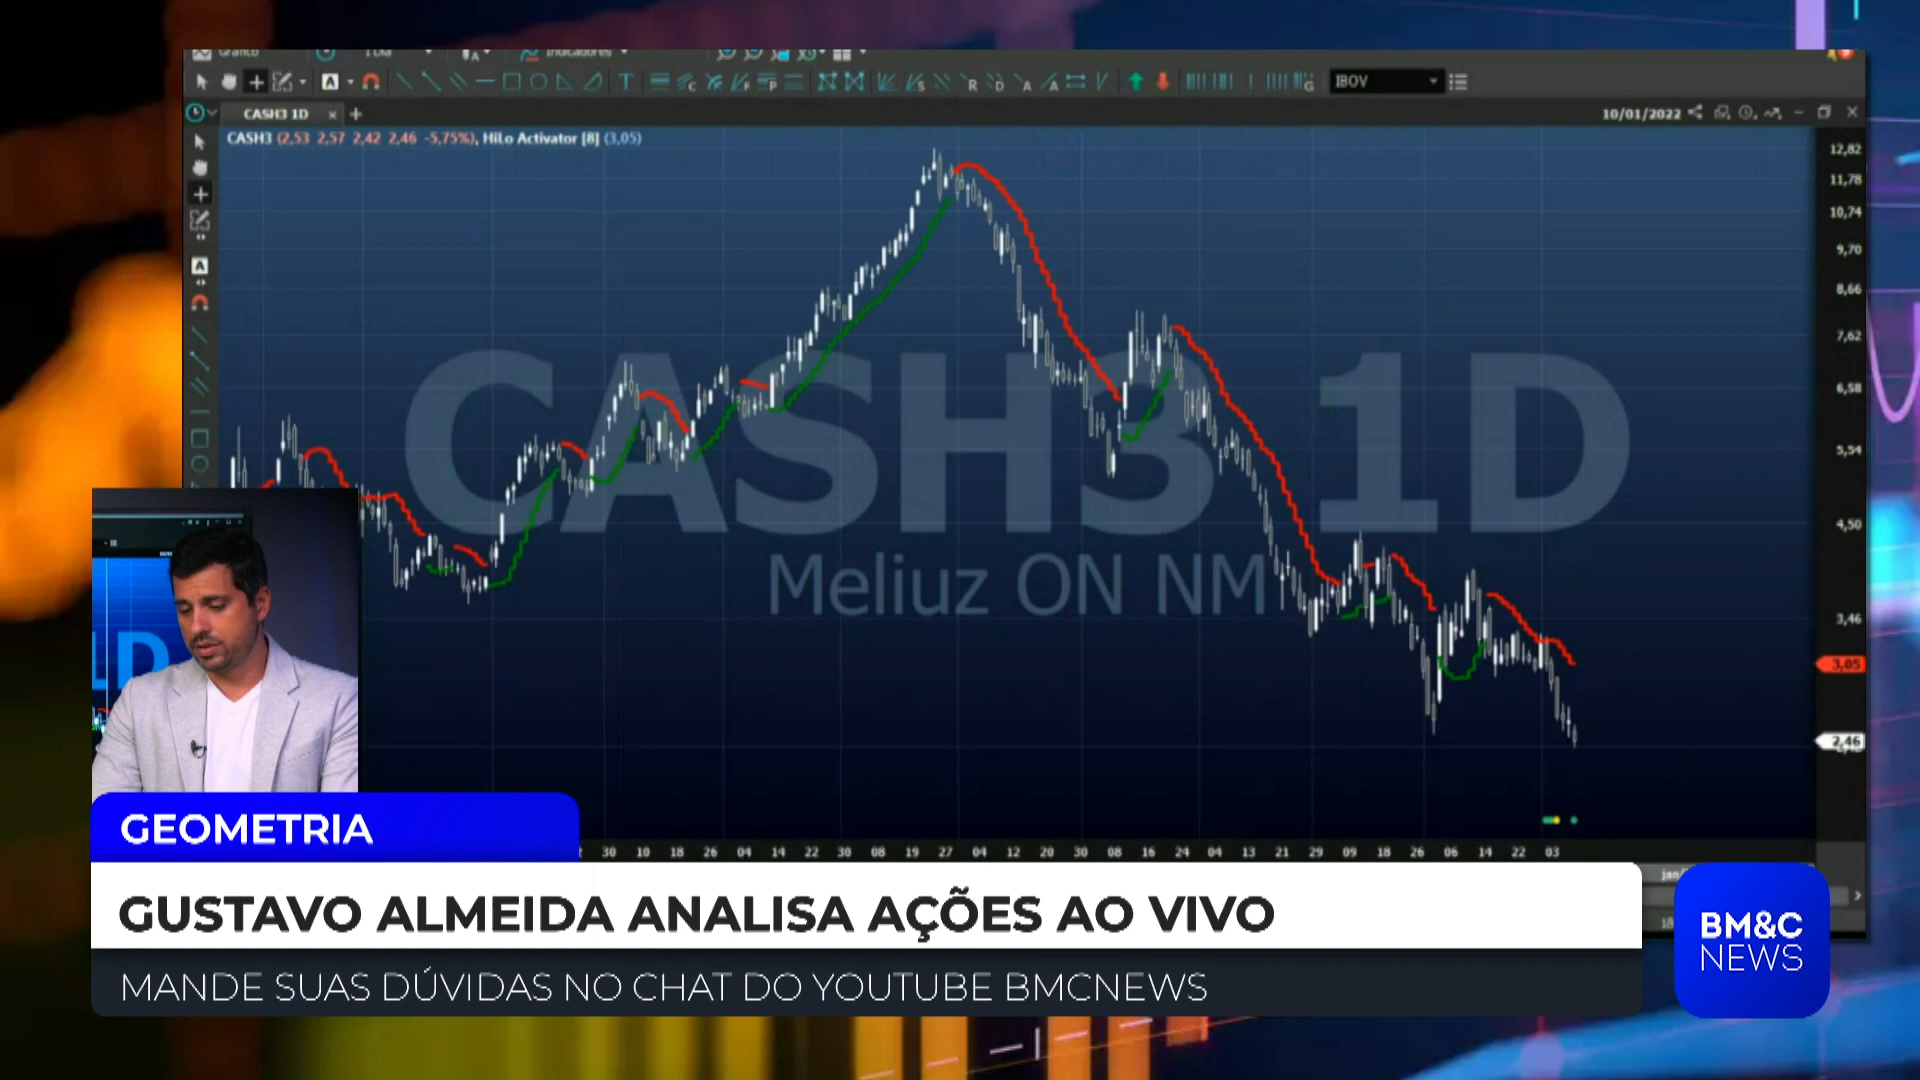 Gráfico 1 Dia Indicadores
IBOV
CASH3 1D
10/01/2022
CASH3 (2,53 2,57 2,42 2,46 -5,75%), HiLo Activator [8] (3,05)
12,82
11,78
10,74
9,70
8,66
7,62
6,58
5,54
4,50
3,46
3,05
2,46
CASH3 1D
Meliuz ON NM
1D
30 10 18 26 04 14 22 30 08 19 27 04 12 20 30 08 16 24 04 13 21 29 09 18 26 06 14 22 03
GEOMETRIA
GUSTAVO ALMEIDA ANALISA AÇÕES AO VIVO
MANDE SUAS DÚVIDAS NO CHAT DO YOUTUBE BMCNEWS
BM&C
NEWS